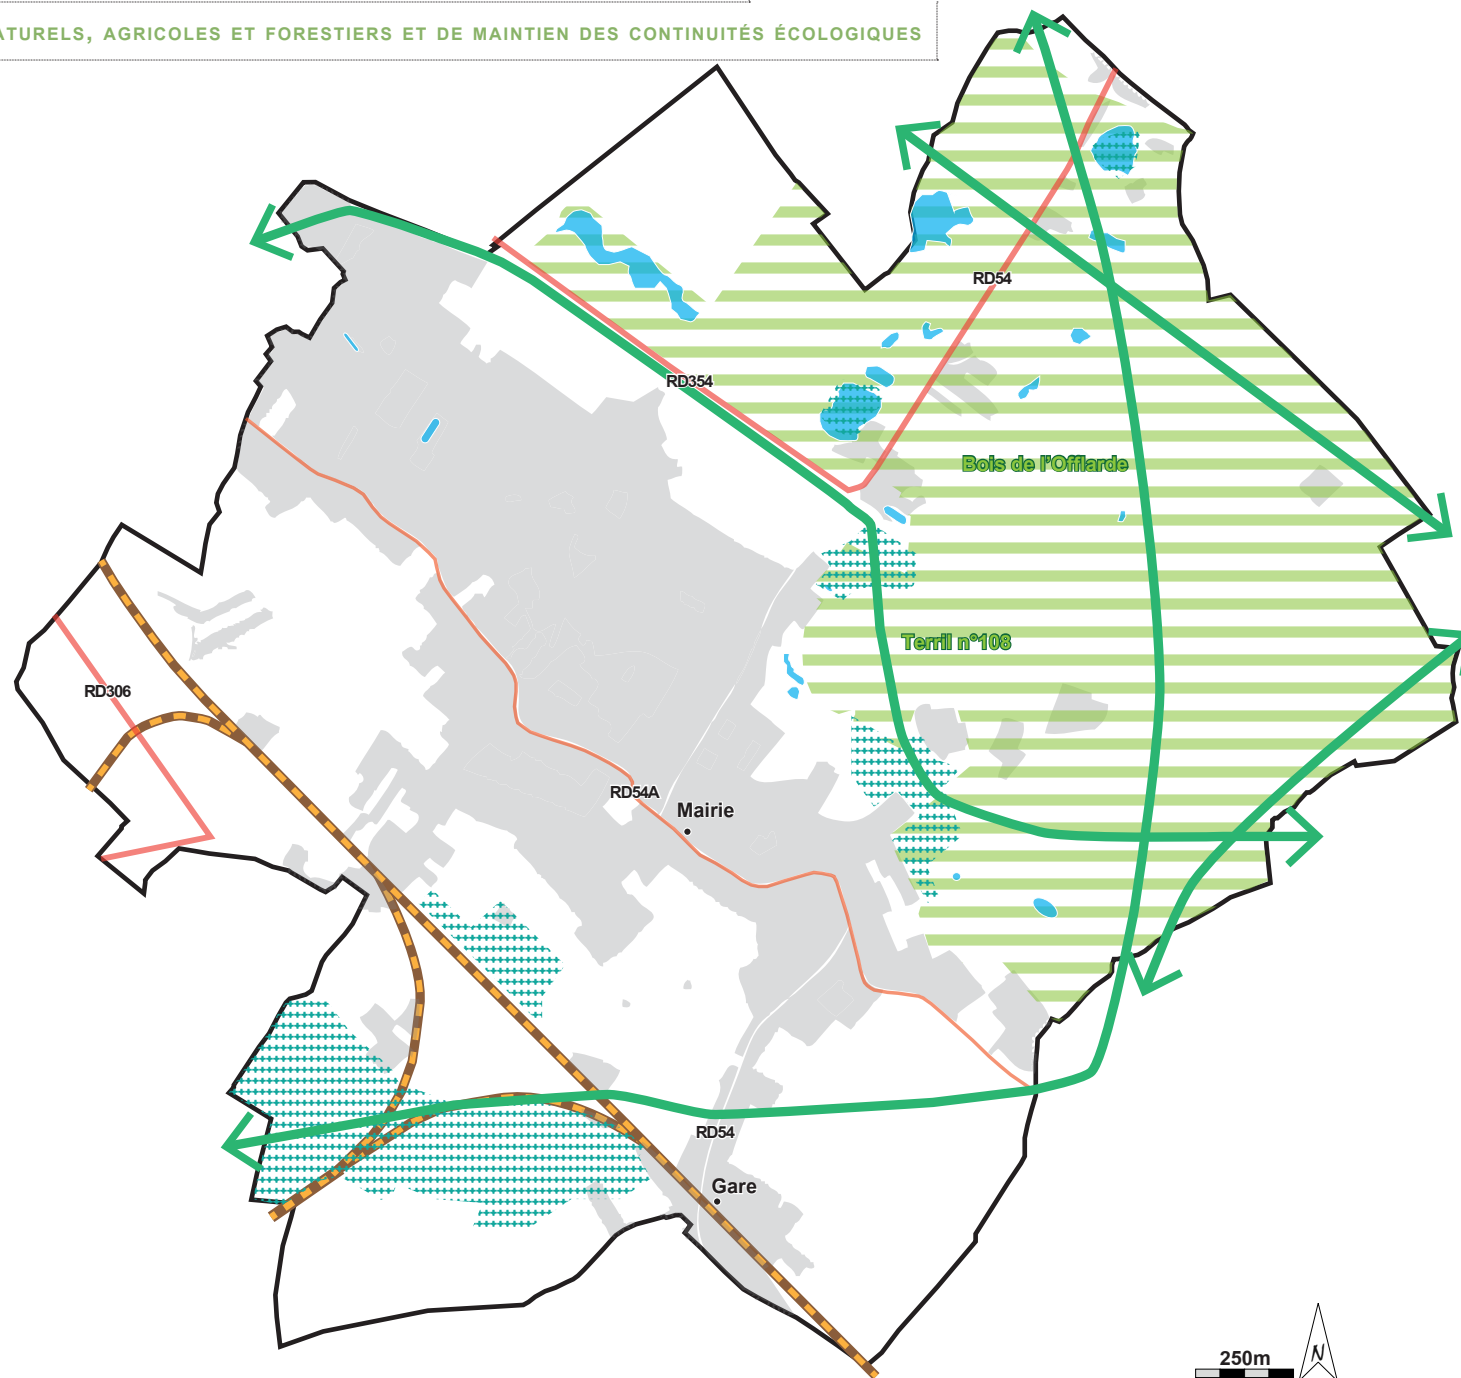 ATURELS, AGRICOLES ET FORESTIERS ET DE MAINTIEN DES CONTINUITÉS ÉCOLOGIQUES
RD54
RD354
Bois de l'Offlarde
Terril n°108
RD306
RD54A
Mairie
RD54
Gare
250m
N